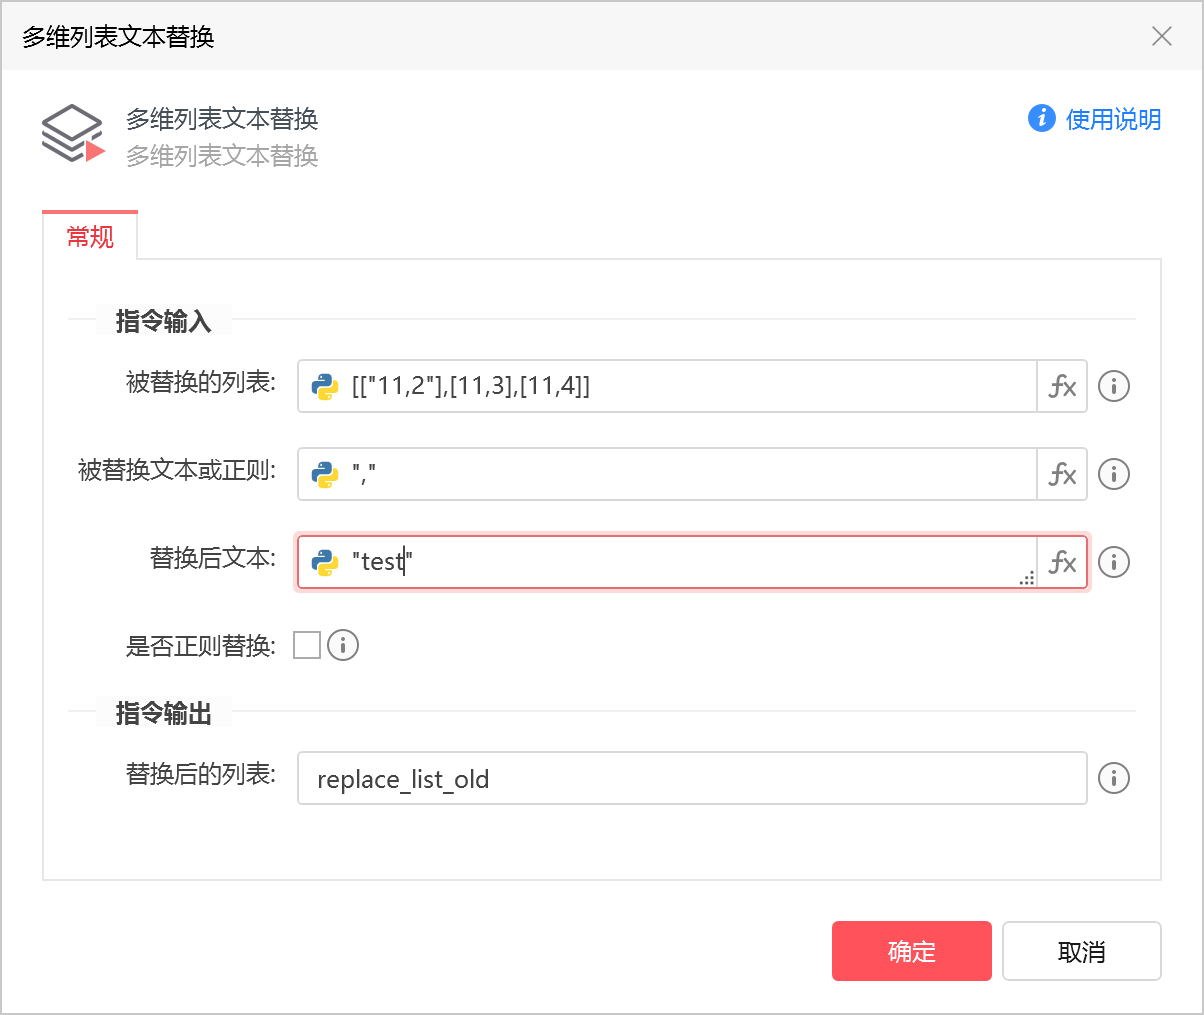 多维列表文本替换
多维列表文本替换
使用说明
多维列表文本替换
常规
指令输入
被替换的列表: [["11,2"],[11,3],[11,4]] fx
被替换文本或正则: "," fx
替换后文本: "test" fx
是否正则替换:
指令输出
替换后的列表: replace_list_old
确定 取消